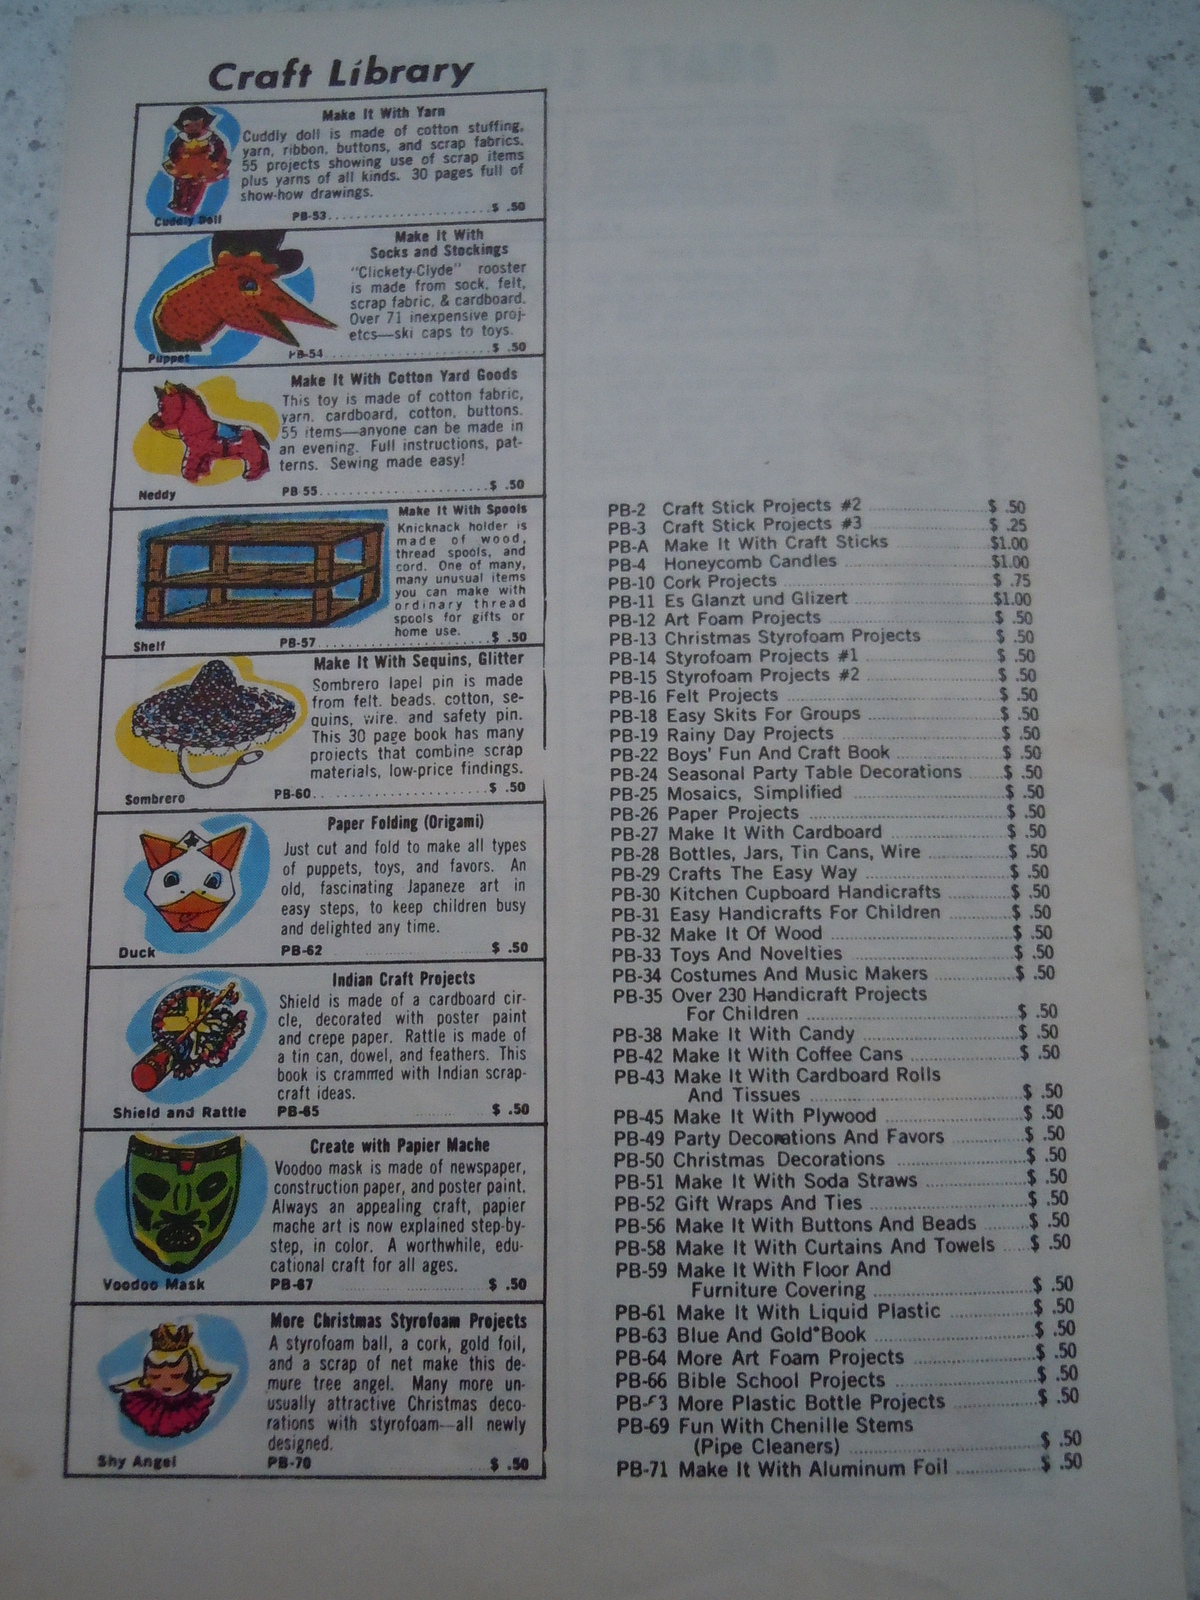 Craft Library
Make It With Yarn
Cuddly doll is made of cotton stuffing,
yarn, ribbon, buttons, and scrap fabrics.
55 projects showing use of scrap items
plus yarns of all kinds. 30 pages full of
show-how drawings.
Cuddly Doll
PB-53 $ .50
Make It With
Socks and Stockings
"Clickety-Clyde" rooster
is made from sock, felt,
scrap fabric, & cardboard.
Over 71 inexpensive proj-
etcs—ski caps to toys.
Puppet
PB-54 $ .50
Make It With Cotton Yard Goods
This toy is made of cotton fabric,
yarn, cardboard, cotton, buttons.
55 items—anyone can be made in
an evening. Full instructions, pat-
terns. Sewing made easy!
Neddy
PB 55 $ .50
Make It With Spools
Knicknack holder is
made of wood,
thread spools, and
cord. One of many,
many unusual items
you can make with
ordinary thread
spools for gifts or
home use.
Shelf
PB-57 $ .50
Make It With Sequins, Glitter
Sombrero lapel pin is made
from felt, beads, cotton, se-
quins, wire, and safety pin.
This 30 page book has many
projects that combine scrap
materials, low-price findings.
Sombrero
PB-60 $ .50
Paper Folding (Origami)
Just cut and fold to make all types
of puppets, toys, and favors. An
old, fascinating Japaneze art in
easy steps, to keep children busy
and delighted any time.
Duck
PB-62 $ .50
Indian Craft Projects
Shield is made of a cardboard cir-
cle, decorated with poster paint
and crepe paper. Rattle is made of
a tin can, dowel, and feathers. This
book is crammed with Indian scrap-
craft ideas.
Shield and Rattle
PB-65 $ .50
Create with Papier Mache
Voodoo mask is made of newspaper,
construction paper, and poster paint.
Always an appealing craft, papier
mache art is now explained step-by-
step, in color. A worthwhile, edu-
cational craft for all ages.
Voodoo Mask
PB-67 $ .50
More Christmas Styrofoam Projects
A styrofoam ball, a cork, gold foil,
and a scrap of net make this de-
mure tree angel. Many more un-
usually attractive Christmas deco-
rations with styrofoam—all newly
designed.
Shy Angel
PB-70 $ .50
PB-2 Craft Stick Projects #2 $ .50
PB-3 Craft Stick Projects #3 $ .25
PB-A Make It With Craft Sticks $1.00
PB-4 Honeycomb Candles $1.00
PB-10 Cork Projects $ .75
PB-11 Es Glanzt und Glizert $1.00
PB-12 Art Foam Projects $ .50
PB-13 Christmas Styrofoam Projects $ .50
PB-14 Styrofoam Projects #1 $ .50
PB-15 Styrofoam Projects #2 $ .50
PB-16 Felt Projects $ .50
PB-18 Easy Skits For Groups $ .50
PB-19 Rainy Day Projects $ .50
PB-22 Boys' Fun And Craft Book $ .50
PB-24 Seasonal Party Table Decorations $ .50
PB-25 Mosaics, Simplified $ .50
PB-26 Paper Projects $ .50
PB-27 Make It With Cardboard $ .50
PB-28 Bottles, Jars, Tin Cans, Wire $ .50
PB-29 Crafts The Easy Way $ .50
PB-30 Kitchen Cupboard Handicrafts $ .50
PB-31 Easy Handicrafts For Children $ .50
PB-32 Make It Of Wood $ .50
PB-33 Toys And Novelties $ .50
PB-34 Costumes And Music Makers $ .50
PB-35 Over 230 Handicraft Projects
For Children $ .50
PB-38 Make It With Candy $ .50
PB-42 Make It With Coffee Cans $ .50
PB-43 Make It With Cardboard Rolls
And Tissues $ .50
PB-45 Make It With Plywood $ .50
PB-49 Party Decorations And Favors $ .50
PB-50 Christmas Decorations $ .50
PB-51 Make It With Soda Straws $ .50
PB-52 Gift Wraps And Ties $ .50
PB-56 Make It With Buttons And Beads $ .50
PB-58 Make It With Curtains And Towels $ .50
PB-59 Make It With Floor And
Furniture Covering $ .50
PB-61 Make It With Liquid Plastic $ .50
PB-63 Blue And Gold Book $ .50
PB-64 More Art Foam Projects $ .50
PB-66 Bible School Projects $ .50
More Plastic Bottle Projects $ .50
PB-69 Fun With Chenille Stems
(Pipe Cleaners) $ .50
PB-71 Make It With Aluminum Foil $ .50